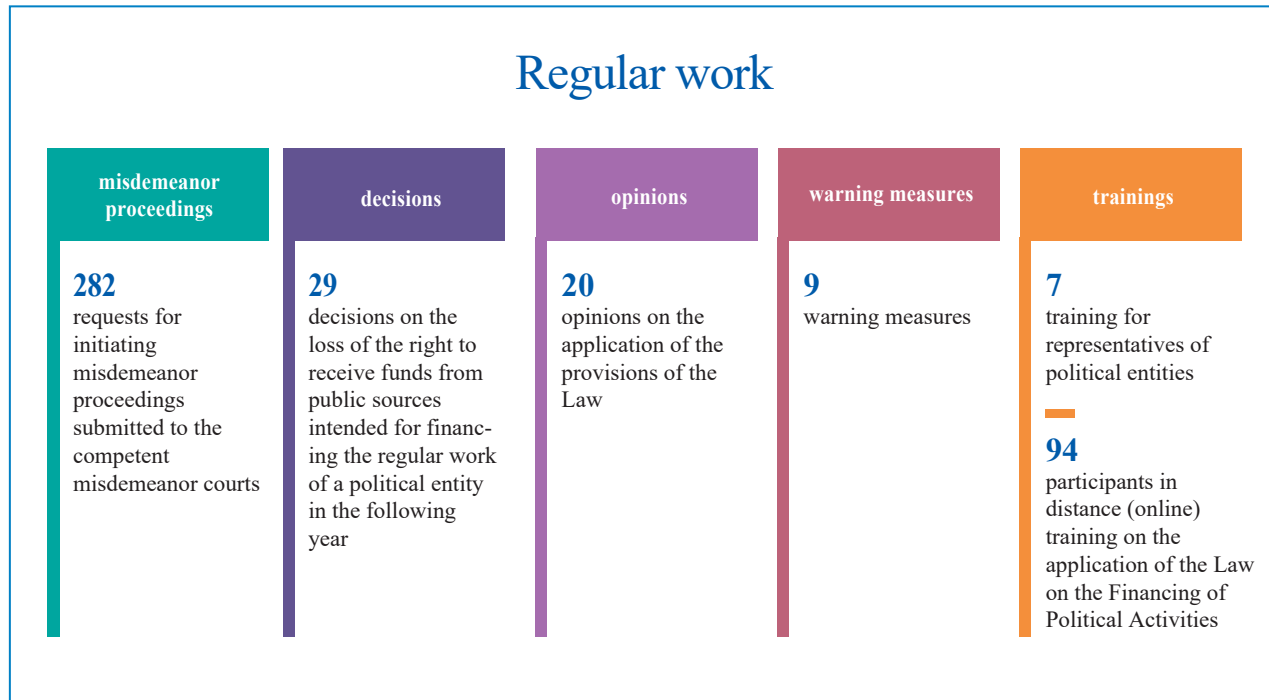 Regular work
misdemeanor
proceedings
282
requests for
initiating
misdemeanor
proceedings
submitted to the
competent
misdemeanor courts
decisions
29
decisions on the
loss of the right to
receive funds from
public sources
intended for financ-
ing the regular work
of a political entity
in the following
year
opinions
20
opinions on the
application of the
provisions of the
Law
warning measures
9
warning measures
trainings
7
training for
representatives of
political entities
94
participants in
distance (online)
training on the
application of the Law
on the Financing of
Political Activities